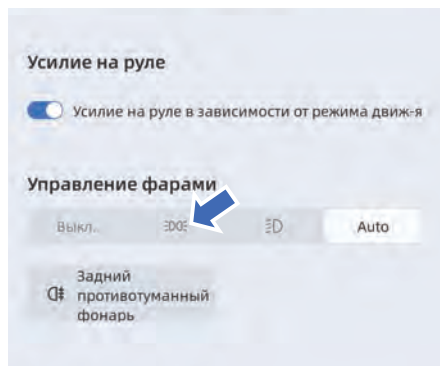 Усилие на руле
Усилие на руле в зависимости от режима движ-я
Управление фарами
Выкл.
Auto
Задний
противотуманный
фонарь